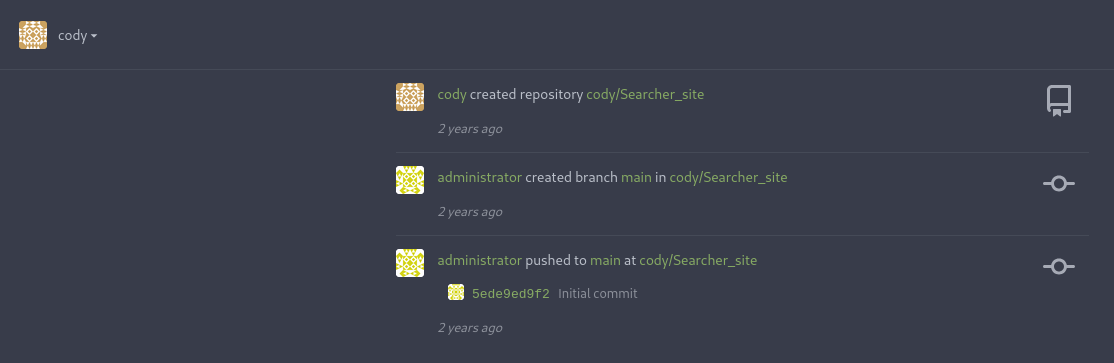 cody
cody created repository cody/Searcher_site
2 years ago
administrator created branch main in cody/Searcher_site
2 years ago
administrator pushed to main at cody/Searcher_site
5ede9ed9f2 Initial commit
2 years ago